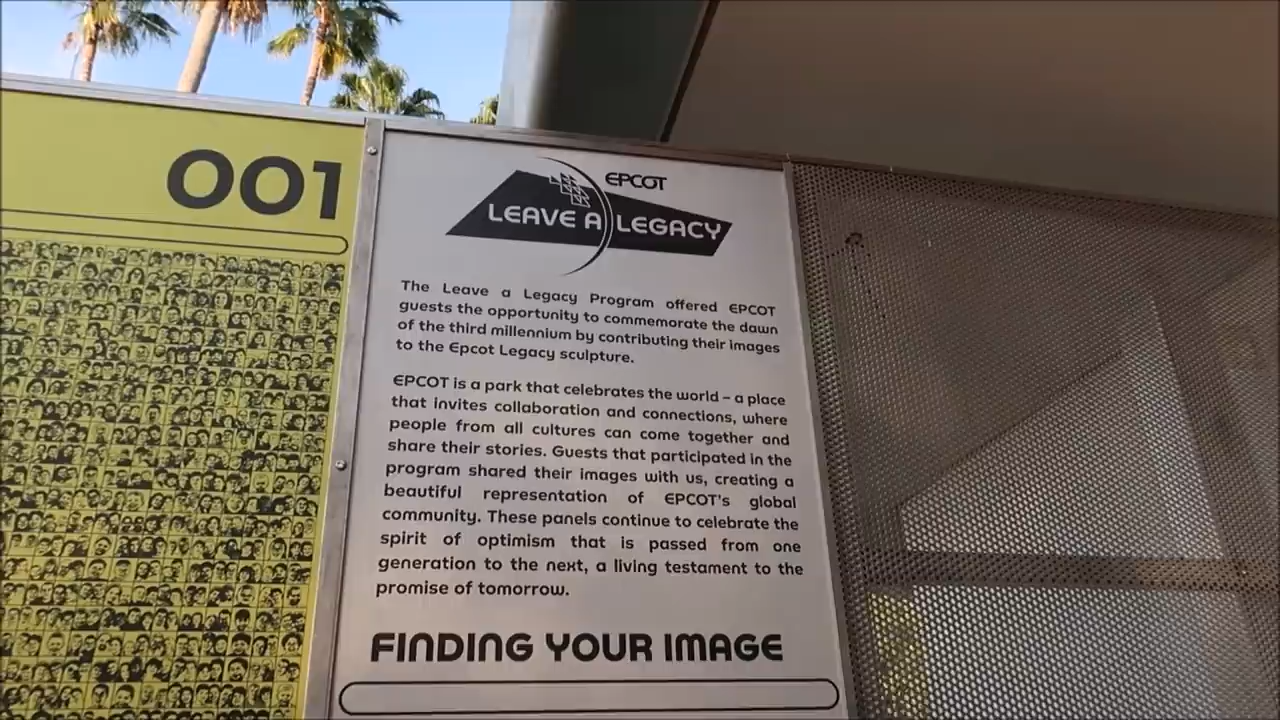 001
EPCOT
LEAVE A LEGACY
The Leave a Legacy Program offered EPCOT
guests the opportunity to commemorate the dawn
of the third millennium by contributing their images
to the Epcot Legacy sculpture.
EPCOT is a park that celebrates the world – a place
that invites collaboration and connections, where
people from all cultures can come together and
share their stories. Guests that participated in the
program shared their images with us, creating a
beautiful representation of EPCOT's global
community. These panels continue to celebrate the
spirit of optimism that is passed from one
generation to the next, a living testament to the
promise of tomorrow.
FINDING YOUR IMAGE